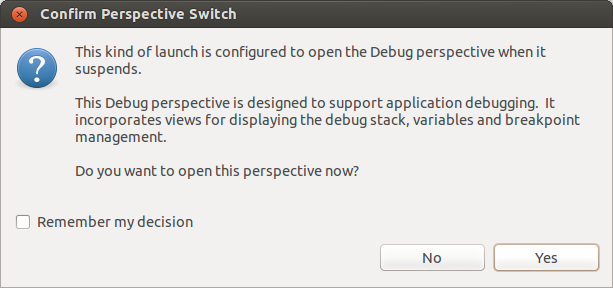 Confirm Perspective Switch
This kind of launch is configured to open the Debug perspective when it
suspends.
This Debug perspective is designed to support application debugging.  It
incorporates views for displaying the debug stack, variables and breakpoint
management.
Do you want to open this perspective now?
Remember my decision
No
Yes